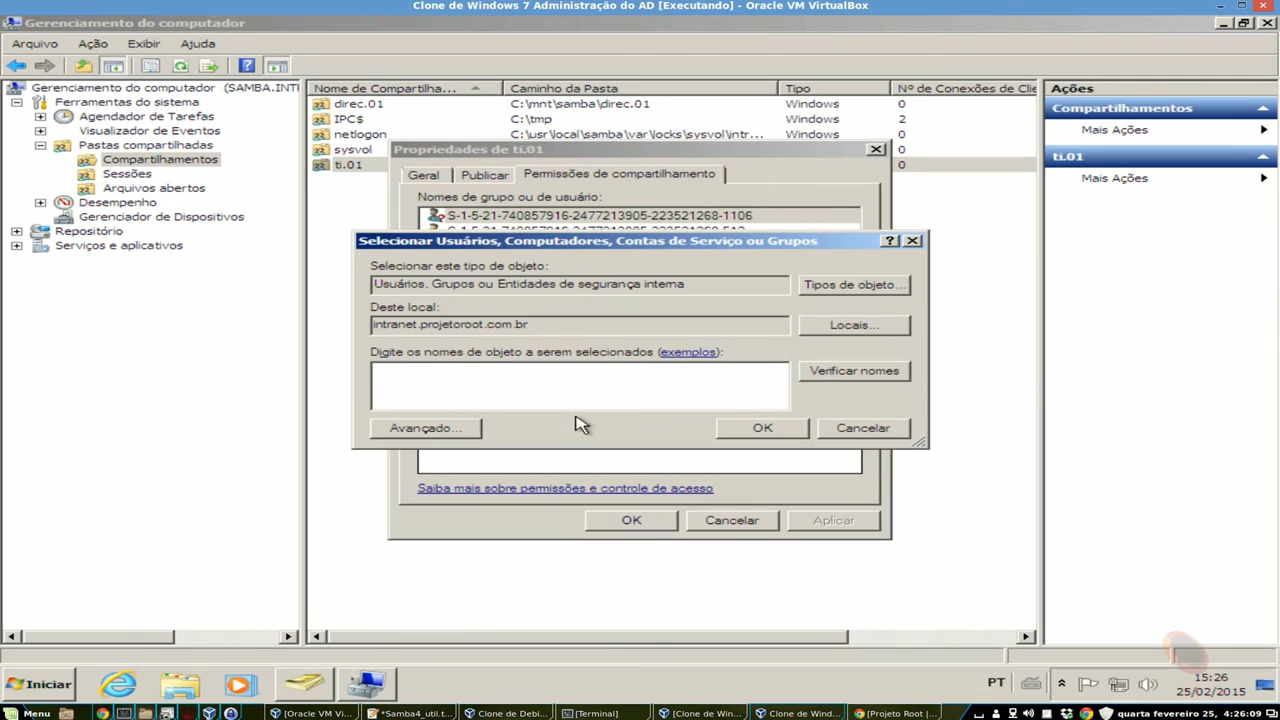 Clone de Windows 7 Administração do AD [Executando] - Oracle VM VirtualBox
Gerenciamento do computador
Arquivo Ação Exibir Ajuda
Gerenciamento do computador (SAMBA.INTI
Ferramentas do sistema
Agendador de Tarefas
Visualizador de Eventos
Pastas compartilhadas
Compartilhamentos
Sessões
Arquivos abertos
Desempenho
Gerenciador de Dispositivos
Repositório
Serviços e aplicativos
Nome de Compartilha... Caminho da Pasta Tipo Nº de Conexões de Clie
direc.01 C:\mnt\samba\direc.01 Windows 0
IPC$ C:\tmp Windows 2
netlogon C:\usr\local\samba\var\locks\sysvol\intr... Windows 0
sysvol 0
ti.01 0
Ações
Compartilhamentos
Mais Ações
ti.01
Mais Ações
Propriedades de ti.01
Geral Publicar Permissões de compartilhamento
Nomes de grupo ou de usuário:
S-1-5-21-740857916-2477213905-223521268-1106
Selecionar Usuários, Computadores, Contas de Serviço ou Grupos
Selecionar este tipo de objeto:
Usuários, Grupos ou Entidades de segurança interna Tipos de objeto...
Deste local:
intranet.projetoroot.com.br Locais...
Digite os nomes de objeto a serem selecionados (exemplos):
Verificar nomes
Avançado... OK Cancelar
Saiba mais sobre permissões e controle de acesso
OK Cancelar Aplicar
Iniciar PT 15:26
25/02/2015
Menu [Oracle VM Vi... *Samba4_util.t... Clone de Debi... [Terminal] [Clone de Win... Clone de Wind... [Projeto Root |... quarta fevereiro 25, 4:26:09